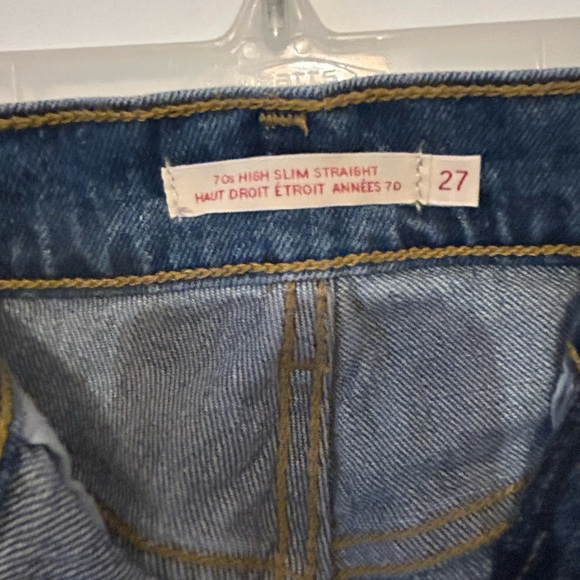 70s HIGH SLIM STRAIGHT
HAUT DROIT ÉTROIT ANNÉES 70
27